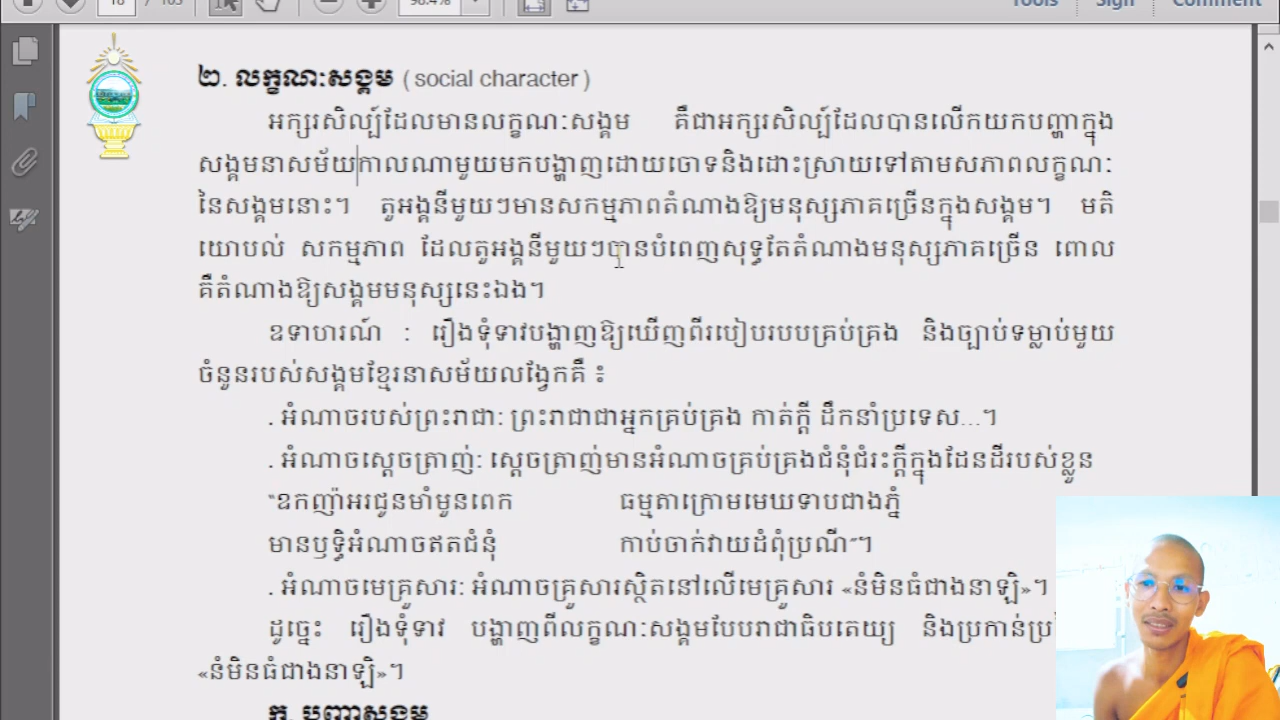 18 / 103 98.4% Tools Sign Comment
២. លក្ខណៈសង្គម ( social character )
អក្សរសិល្ប៍ដែលមានលក្ខណៈសង្គម គឺជាអក្សរសិល្ប៍ដែលបានលើកយកបញ្ហាក្នុង
សង្គមនាសម័យកាលណាមួយមកបង្ហាញដោយចោទនិងដោះស្រាយទៅតាមសភាពលក្ខណៈ
នៃសង្គមនោះ។ តួអង្គនីមួយៗមានសកម្មភាពតំណាងឱ្យមនុស្សភាគច្រើនក្នុងសង្គម។ មតិ
យោបល់ សកម្មភាព ដែលតួអង្គនីមួយៗបានបំពេញសុទ្ធតែតំណាងមនុស្សភាគច្រើន ពោល
គឺតំណាងឱ្យសង្គមមនុស្សនេះឯង។
ឧទាហរណ៍ : រឿងទុំទាវបង្ហាញឱ្យឃើញពីរបៀបរបបគ្រប់គ្រង និងច្បាប់ទម្លាប់មួយ
ចំនួនរបស់សង្គមខ្មែរនាសម័យលង្វែកគឺ ៖
. អំណាចរបស់ព្រះរាជា: ព្រះរាជាជាអ្នកគ្រប់គ្រង កាត់ក្ដី ដឹកនាំប្រទេស...។
. អំណាចស្ដេចត្រាញ់: ស្ដេចត្រាញ់មានអំណាចគ្រប់គ្រងជំនុំជំរះក្ដីក្នុងដែនដីរបស់ខ្លួន
“ឧកញ៉ាអរជូនមាំមួនពេក ធម្មតាក្រោមមេឃទាបជាងភ្នំ
មានឫទ្ធិអំណាចឥតជំនុំ កាប់ចាក់វាយដំពុំប្រណី”។
. អំណាចមេគ្រួសារ: អំណាចគ្រួសារស្ថិតនៅលើមេគ្រួសារ «នំមិនធំជាងនាឡិ»។
ដូច្នេះ រឿងទុំទាវ បង្ហាញពីលក្ខណៈសង្គមបែបរាជាធិបតេយ្យ និងប្រកាន់
«នំមិនធំជាងនាឡិ»។
ក. បញ្ហាសង្គម